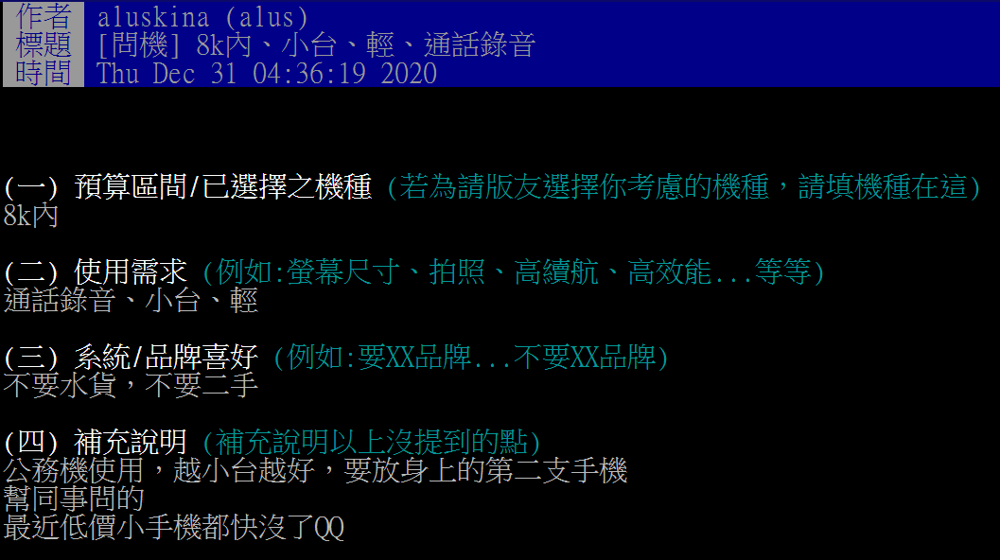 作者 aluskina (alus)
標題 [問機] 8k內、小台、輕、通話錄音
時間 Thu Dec 31 04:36:19 2020
(一) 預算區間/已選擇之機種 (若為請版友選擇你考慮的機種，請填機種在這)
8k內
(二) 使用需求 (例如:螢幕尺寸、拍照、高續航、高效能...等等)
通話錄音、小台、輕
(三) 系統/品牌喜好 (例如:要XX品牌...不要XX品牌)
不要水貨，不要二手
(四) 補充說明 (補充說明以上沒提到的點)
公務機使用，越小台越好，要放身上的第二支手機
幫同事問的
最近低價小手機都快沒了QQ